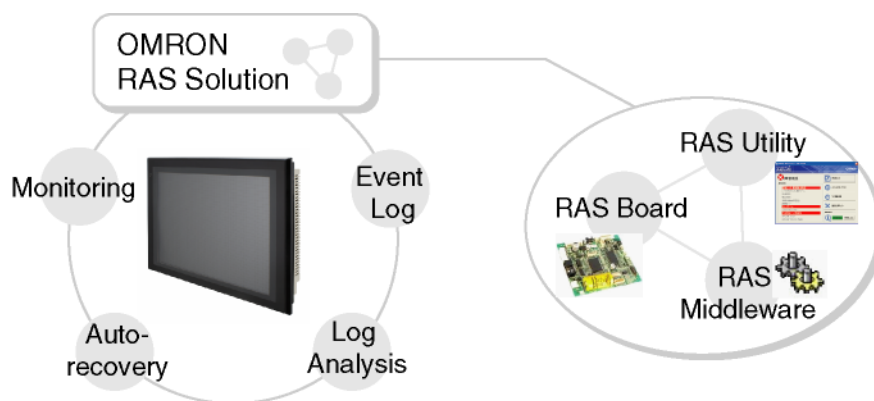 OMRON
RAS Solution
Monitoring
Event
Log
Auto-
recovery
Log
Analysis
RAS Utility
RAS Board
RAS
Middleware